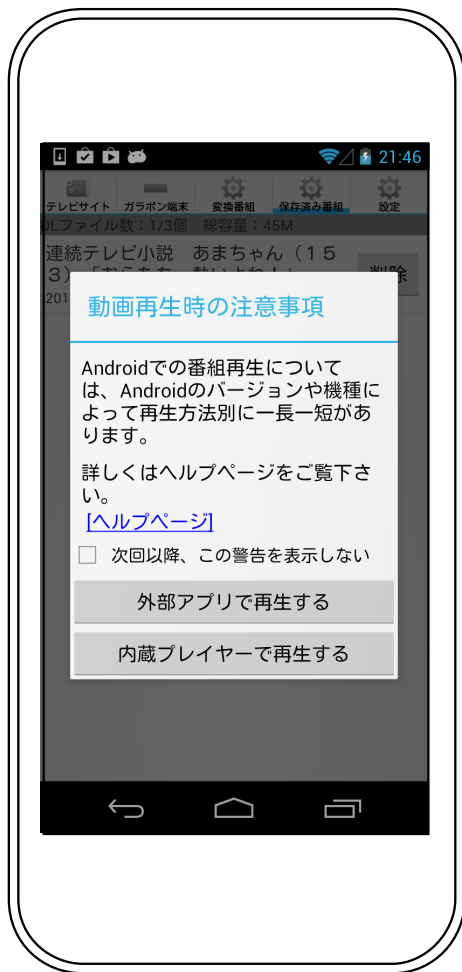 21:46
テレビサイト ガラポン端末 変換番組 保存済み番組 設定
DLファイル数：1/3個 総容量：45M
連続テレビ小説 あまちゃん（１５
３）
削除
201
動画再生時の注意事項
Androidでの番組再生について
は、Androidのバージョンや機種に
よって再生方法別に一長一短があ
ります。
詳しくはヘルプページをご覧下さ
い。
[ヘルプページ]
次回以降、この警告を表示しない
外部アプリで再生する
内蔵プレイヤーで再生する